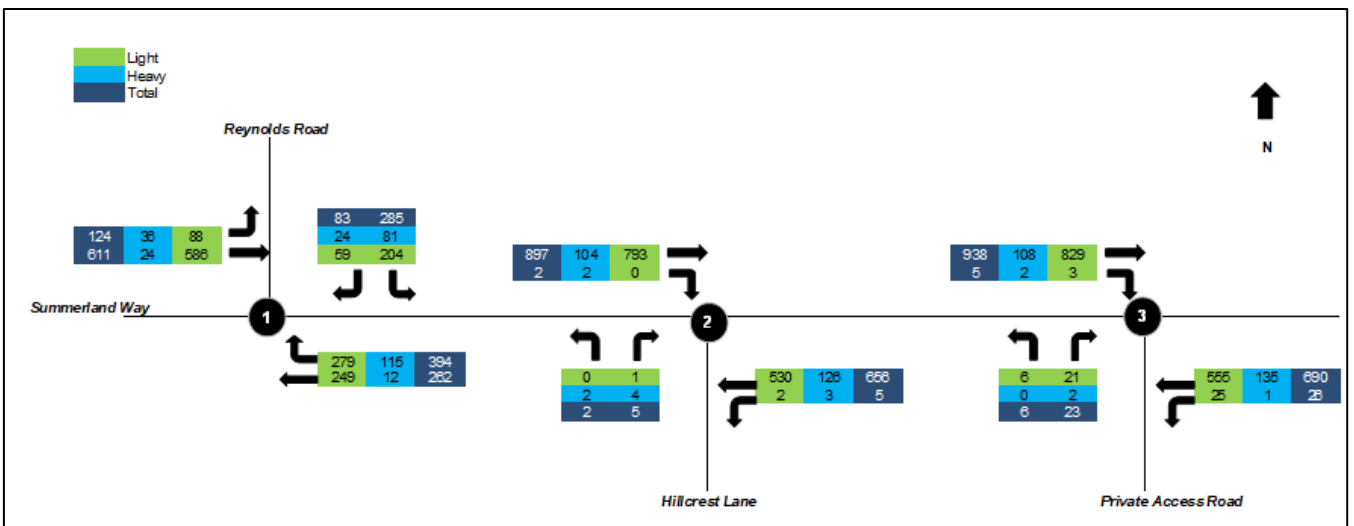 Light
Heavy
Total
N
Reynolds Road
124 36 88
611 24 586
83 285
24 81
59 204
897 104 793
2 2 0
938 108 829
5 2 3
Summerland Way
1
2
3
279 115 394
249 12 262
0 1
2 4
2 5
530 126 656
2 3 5
6 21
0 2
6 23
555 135 690
25 1 26
Hillcrest Lane
Private Access Road